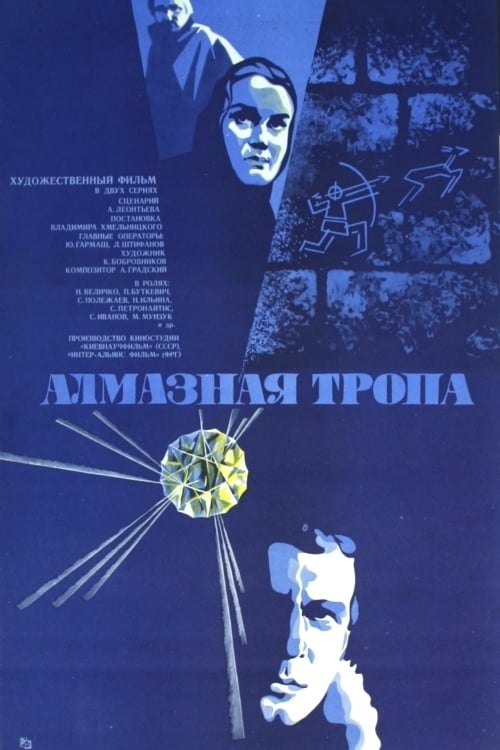 ХУДОЖЕСТВЕННЫЙ ФИЛЬМ
В ДВУХ СЕРИЯХ
СЦЕНАРИЙ
А. ЛЕОНТЬЕВА
ПОСТАНОВКА
ВЛАДИМИРА ХМЕЛЬНИЦКОГО
ГЛАВНЫЕ ОПЕРАТОРЫ:
Ю. ГАРМАШ, Л. ШТИФАНОВ
ХУДОЖНИК
К. БОБРОВНИКОВ
КОМПОЗИТОР А. ГРАДСКИЙ
В РОЛЯХ:
Н. ВЕЛИЧКО, П. БУТКЕВИЧ,
С. ПОЛЕЖАЕВ, Н. ИЛЬИНА,
С. ПЕТРОНАЙТИС,
С. ИВАНОВ, М. МУНЗУК
и др.
ПРОИЗВОДСТВО КИНОСТУДИИ
«КИЕВНАУЧФИЛЬМ» (СССР),
«ИНТЕР-АЛЬЯНС ФИЛЬМ» (ФРГ)
АЛМАЗНАЯ ТРОПА